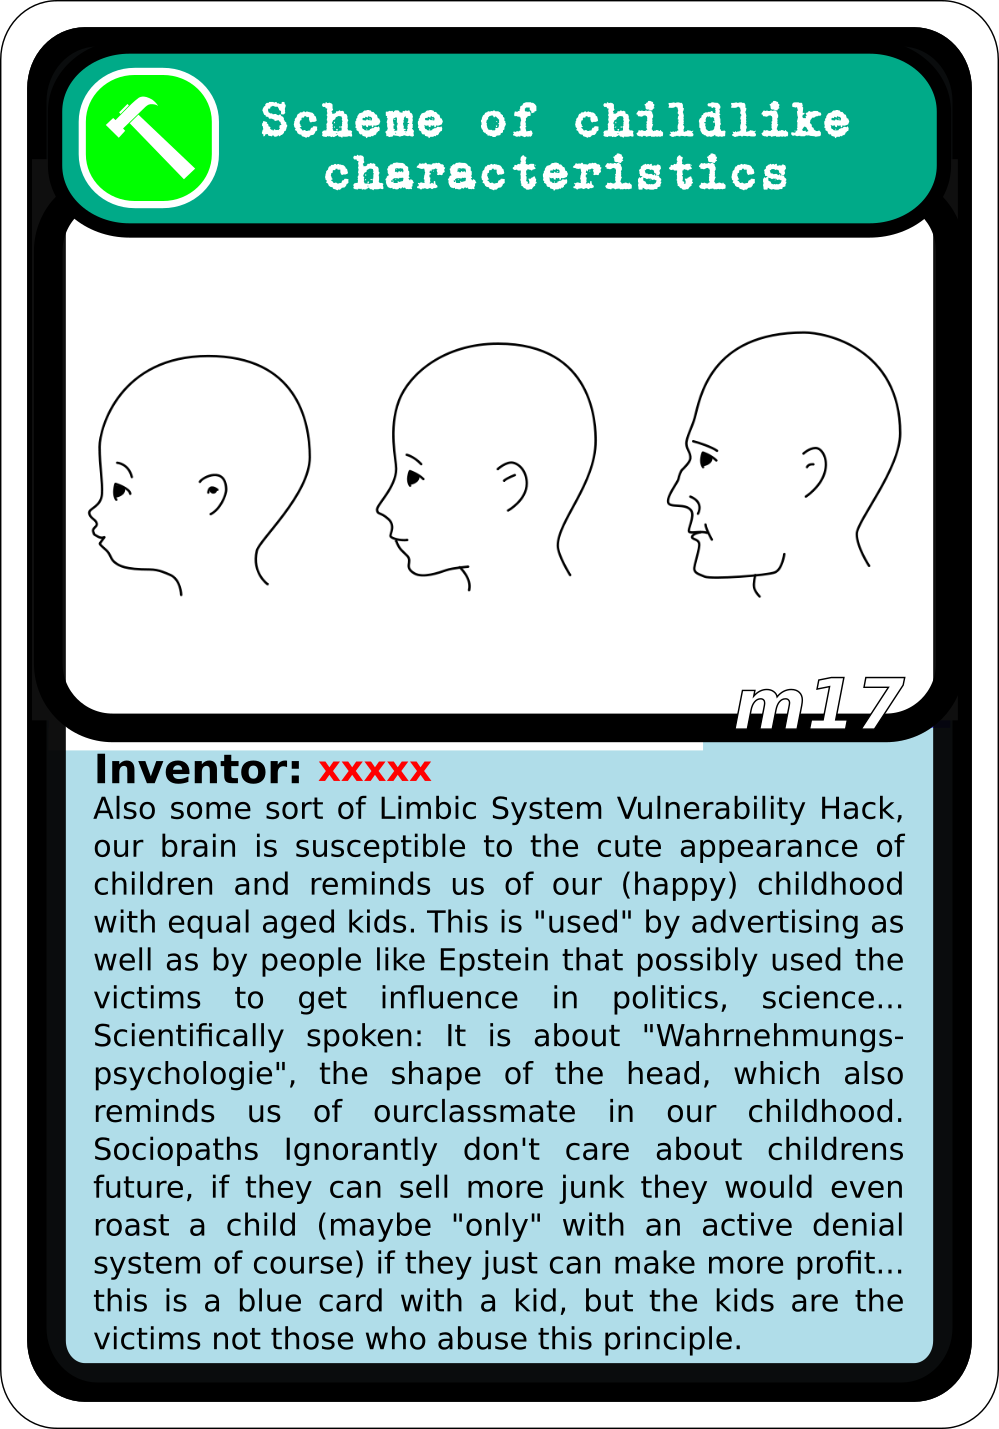 Scheme of childlike
characteristics
m17
Inventor: xxxxx
Also some sort of Limbic System Vulnerability Hack,
our brain is susceptible to the cute appearance of
children and reminds us of our (happy) childhood
with equal aged kids. This is "used" by advertising as
well as by people like Epstein that possibly used the
victims to get influence in politics, science...
Scientifically spoken: It is about "Wahrnehmungs-
psychologie", the shape of the head, which also
reminds us of ourclassmate in our childhood.
Sociopaths Ignorantly don't care about childrens
future, if they can sell more junk they would even
roast a child (maybe "only" with an active denial
system of course) if they just can make more profit...
this is a blue card with a kid, but the kids are the
victims not those who abuse this principle.